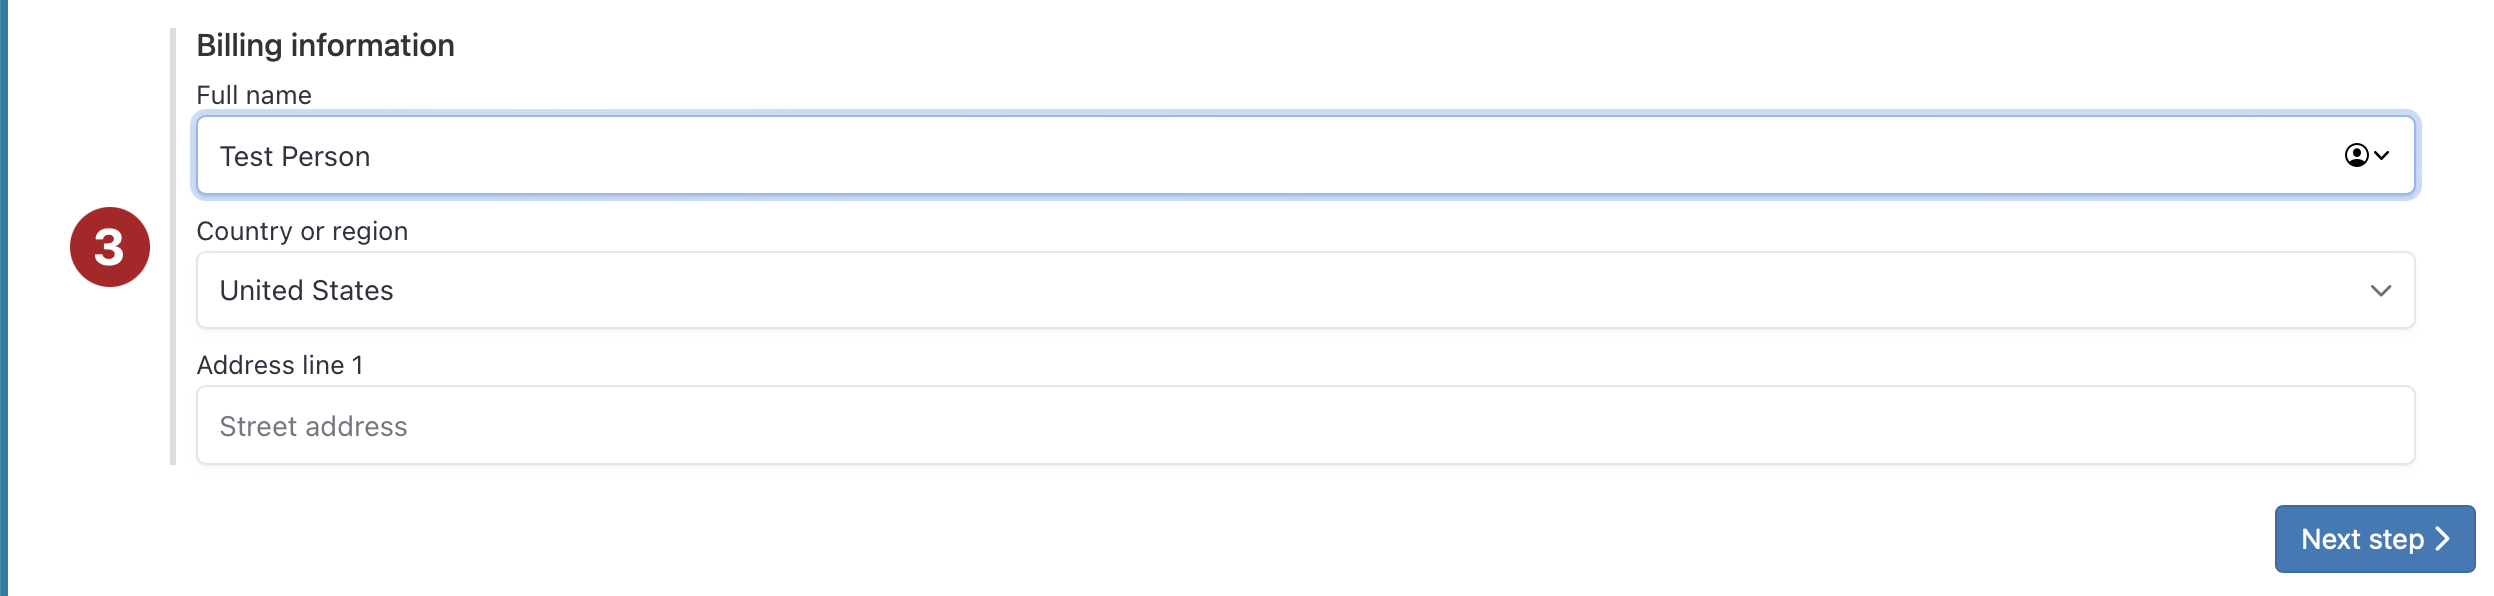 Billing information
Full name
Test Person
3
Country or region
United States
Address line 1
Street address
Next step